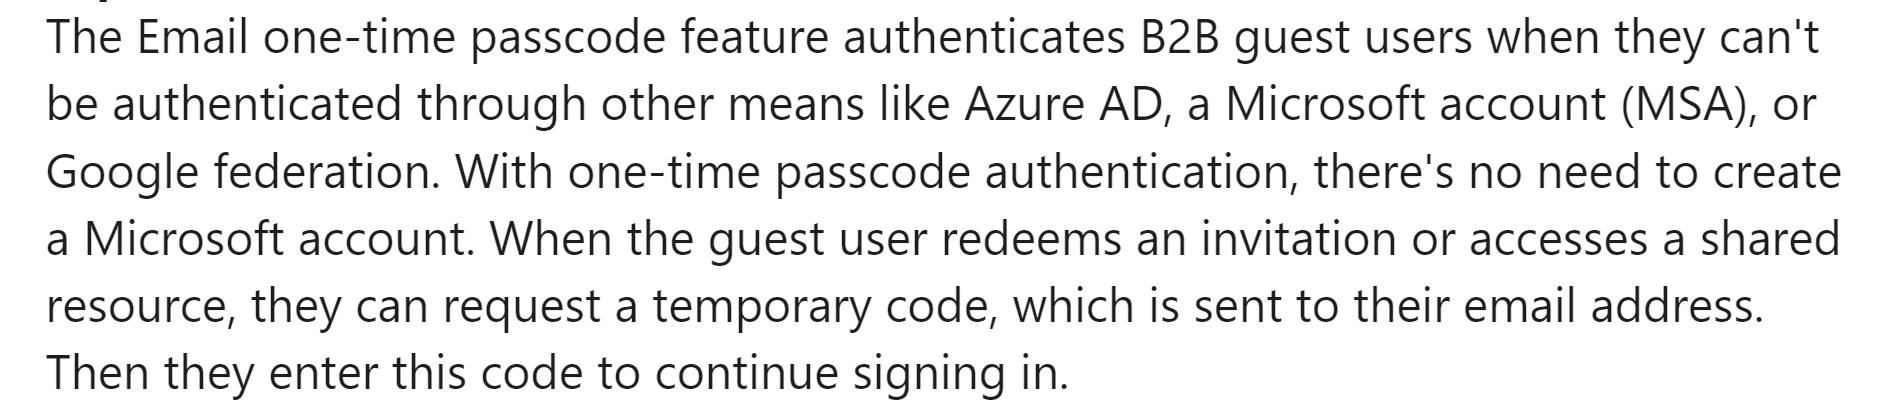 The Email one-time passcode feature authenticates B2B guest users when they can't
be authenticated through other means like Azure AD, a Microsoft account (MSA), or
Google federation. With one-time passcode authentication, there's no need to create
a Microsoft account. When the guest user redeems an invitation or accesses a shared
resource, they can request a temporary code, which is sent to their email address.
Then they enter this code to continue signing in.